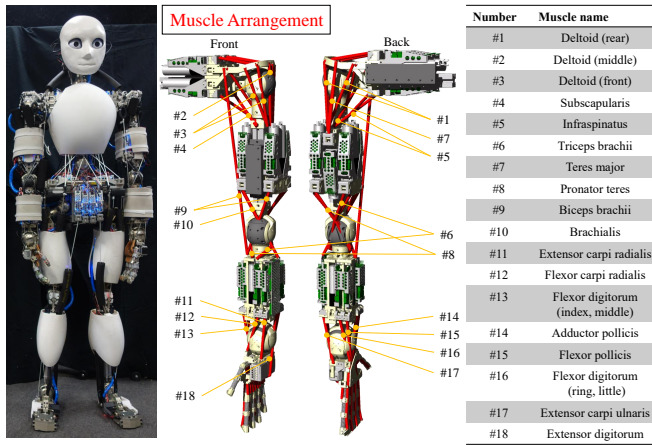 Muscle Arrangement
Front
Back
#2
#3
#4
#9
#10
#11
#12
#13
#18
#1
#7
#5
#6
#8
#14
#15
#16
#17
Number Muscle name
#1 Deltoid (rear)
#2 Deltoid (middle)
#3 Deltoid (front)
#4 Subscapularis
#5 Infraspinatus
#6 Triceps brachii
#7 Teres major
#8 Pronator teres
#9 Biceps brachii
#10 Brachialis
#11 Extensor carpi radialis
#12 Flexor carpi radialis
#13 Flexor digitorum
(index, middle)
#14 Adductor pollicis
#15 Flexor pollicis
#16 Flexor digitorum
(ring, little)
#17 Extensor carpi ulnaris
#18 Extensor digitorum